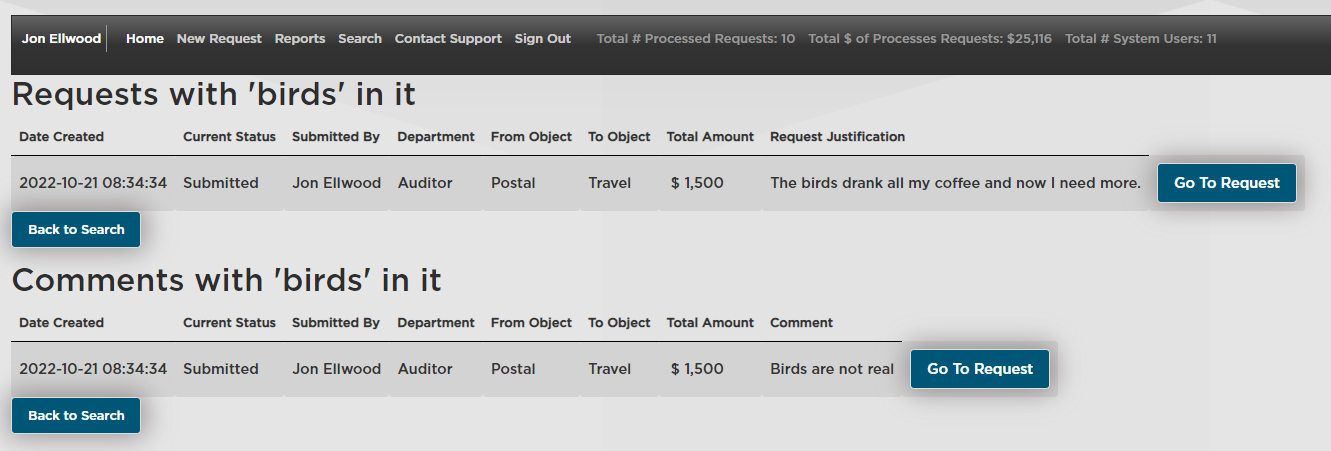 Jon Ellwood Home New Request Reports Search Contact Support Sign Out Total # Processed Requests: 10 Total $ of Processes Requests: $25,116 Total # System Users: 11
Requests with 'birds' in it
Date Created Current Status Submitted By Department From Object To Object Total Amount Request Justification
2022-10-21 08:34:34 Submitted Jon Ellwood Auditor Postal Travel $ 1,500 The birds drank all my coffee and now I need more. Go To Request
Back to Search
Comments with 'birds' in it
Date Created Current Status Submitted By Department From Object To Object Total Amount Comment
2022-10-21 08:34:34 Submitted Jon Ellwood Auditor Postal Travel $ 1,500 Birds are not real Go To Request
Back to Search